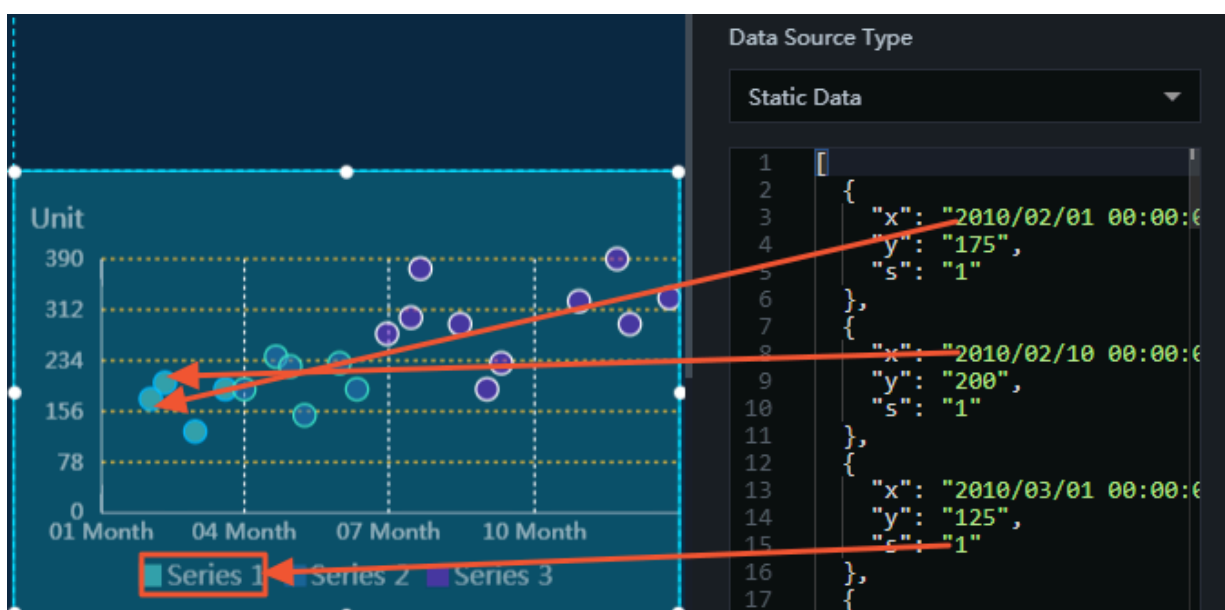 Unit
390
312
234
156
78
0
01 Month 04 Month 07 Month 10 Month
Series 1 Series 2 Series 3
Data Source Type
Static Data
1 [
2 {
3 "x": "2010/02/01 00:00:0
4 "y": "175",
5 "s": "1"
6 },
7 {
8 "x": "2010/02/10 00:00:0
9 "y": "200",
10 "s": "1"
11 },
12 {
13 "x": "2010/03/01 00:00:0
14 "y": "125",
15 "s": "1"
16 },
17 {